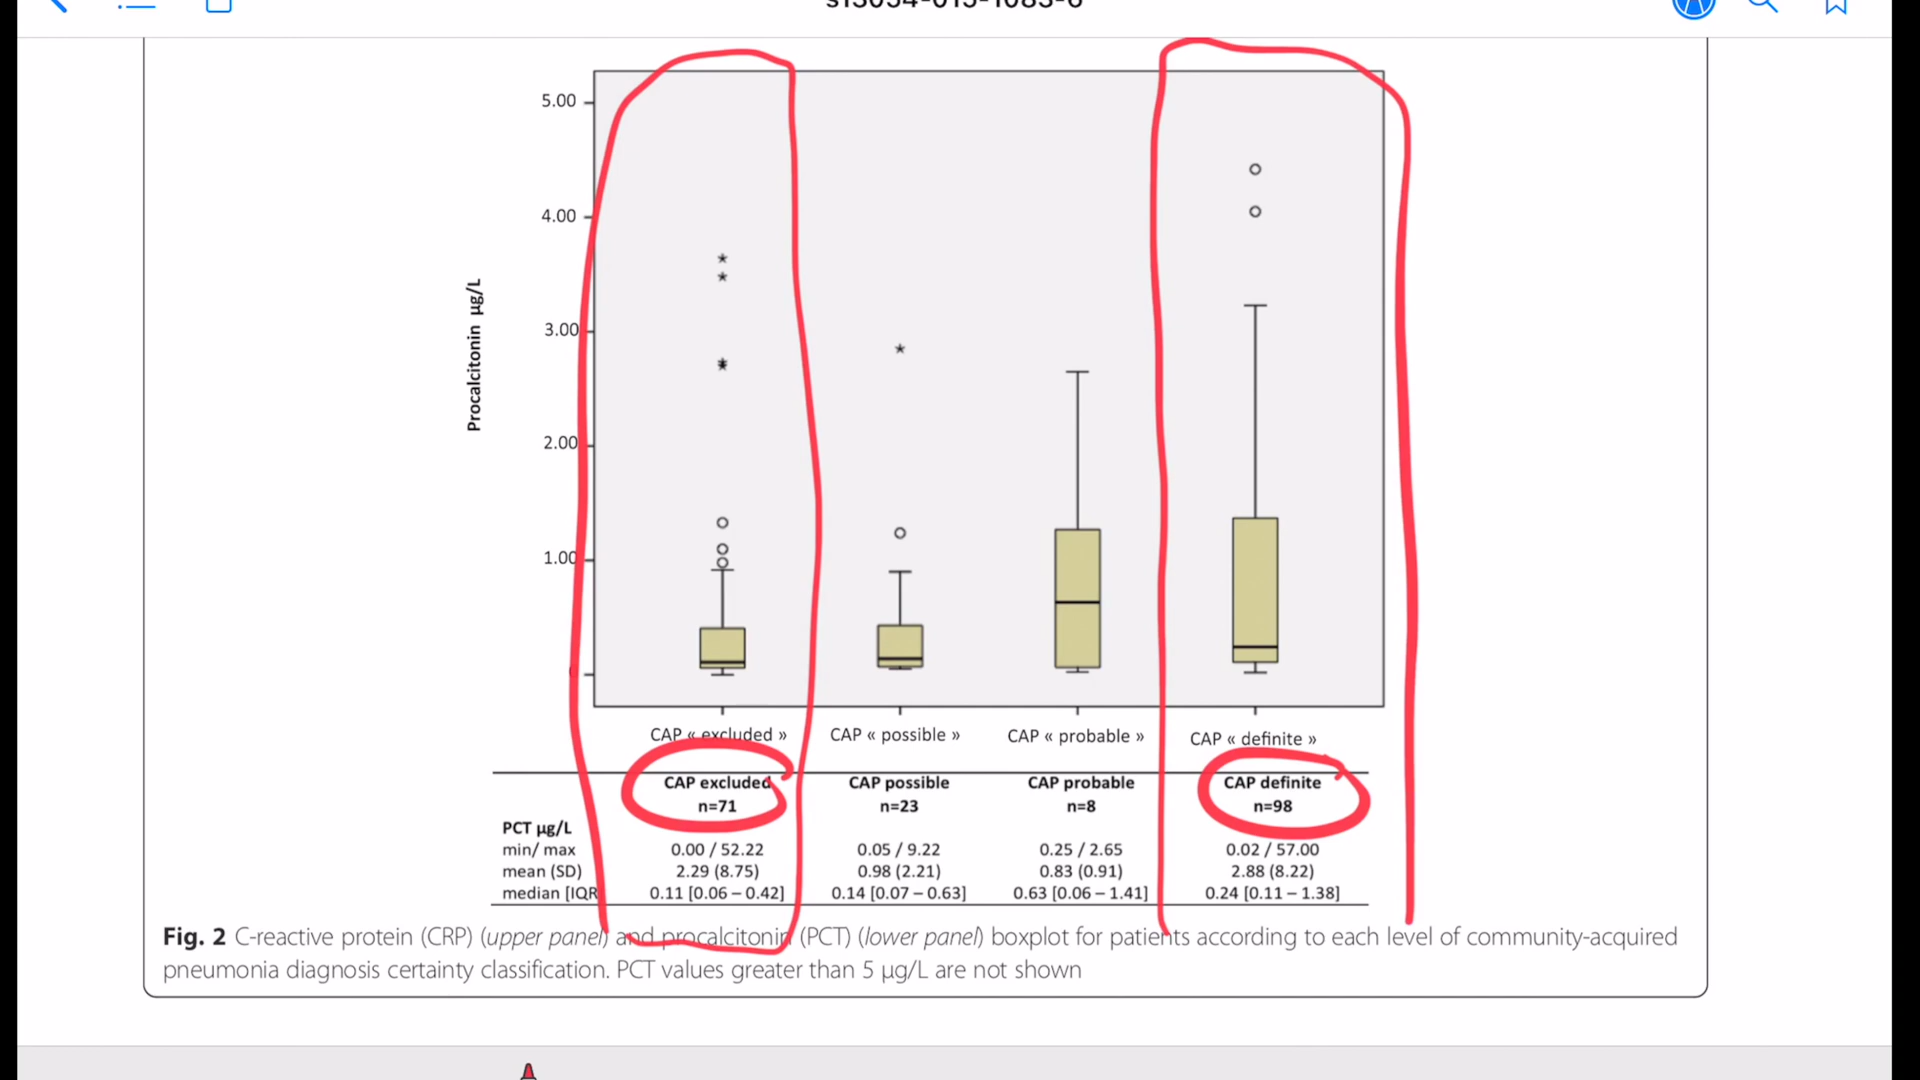 s13054-015-1083-6
5.00
4.00
3.00
2.00
1.00
Procalcitonin µg/L
CAP « excluded »
CAP « possible »
CAP « probable »
CAP « definite »
CAP excluded CAP possible CAP probable CAP definite
n=71 n=23 n=8 n=98
PCT µg/L
min/ max 0.00 / 52.22 0.05 / 9.22 0.25 / 2.65 0.02 / 57.00
mean (SD) 2.29 (8.75) 0.98 (2.21) 0.83 (0.91) 2.88 (8.22)
median [IQR 0.11 [0.06 – 0.42] 0.14 [0.07 – 0.63] 0.63 [0.06 – 1.41] 0.24 [0.11 – 1.38]
Fig. 2 C-reactive protein (CRP) (upper panel) and procalcitonin (PCT) (lower panel) boxplot for patients according to each level of community-acquired
pneumonia diagnosis certainty classification. PCT values greater than 5 µg/L are not shown